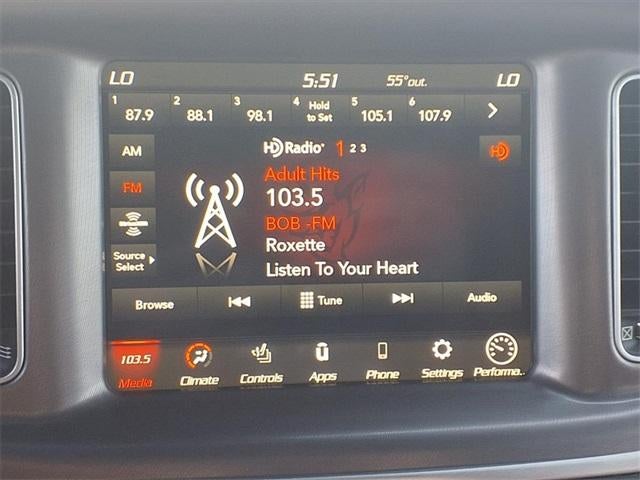 LO 5:51 55°out. LO
1 87.9 2 88.1 3 98.1 4 Hold to Set 5 105.1 6 107.9
AM
HD Radio 1 2 3
HD
FM
Adult Hits
103.5
BOB -FM
Source Select
Roxette
Listen To Your Heart
Browse Tune Audio
103.5
Media Climate Controls Apps Phone Settings Performa..